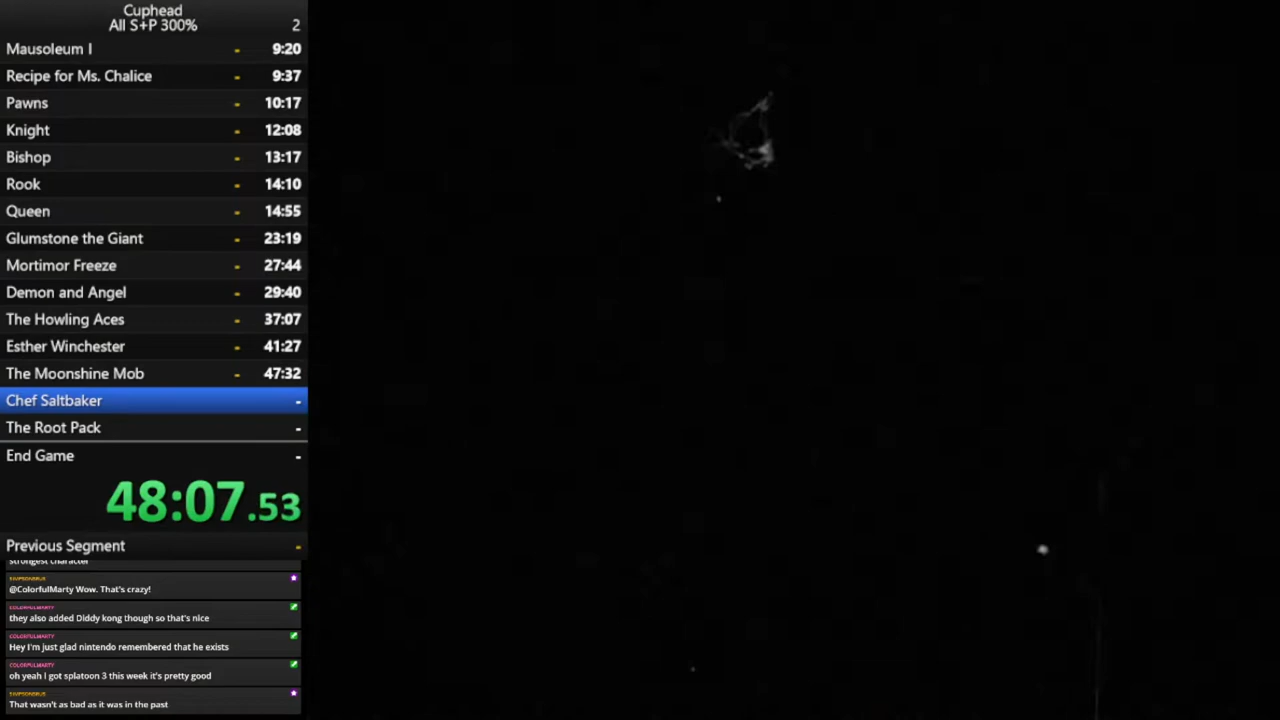 Cuphead
All S+P 300% 2
Mausoleum I - 9:20
Recipe for Ms. Chalice - 9:37
Pawns - 10:17
Knight - 12:08
Bishop - 13:17
Rook - 14:10
Queen - 14:55
Glumstone the Giant - 23:19
Mortimor Freeze - 27:44
Demon and Angel - 29:40
The Howling Aces - 37:07
Esther Winchester - 41:27
The Moonshine Mob - 47:32
Chef Saltbaker -
The Root Pack -
End Game -
48:07.53
Previous Segment -
strongest character
@ColorfulMarty Wow. That's crazy!
COLORFULMARTY
they also added Diddy kong though so that's nice
COLORFULMARTY
Hey I'm just glad nintendo remembered that he exists
COLORFULMARTY
oh yeah I got splatoon 3 this week it's pretty good
That wasn't as bad as it was in the past